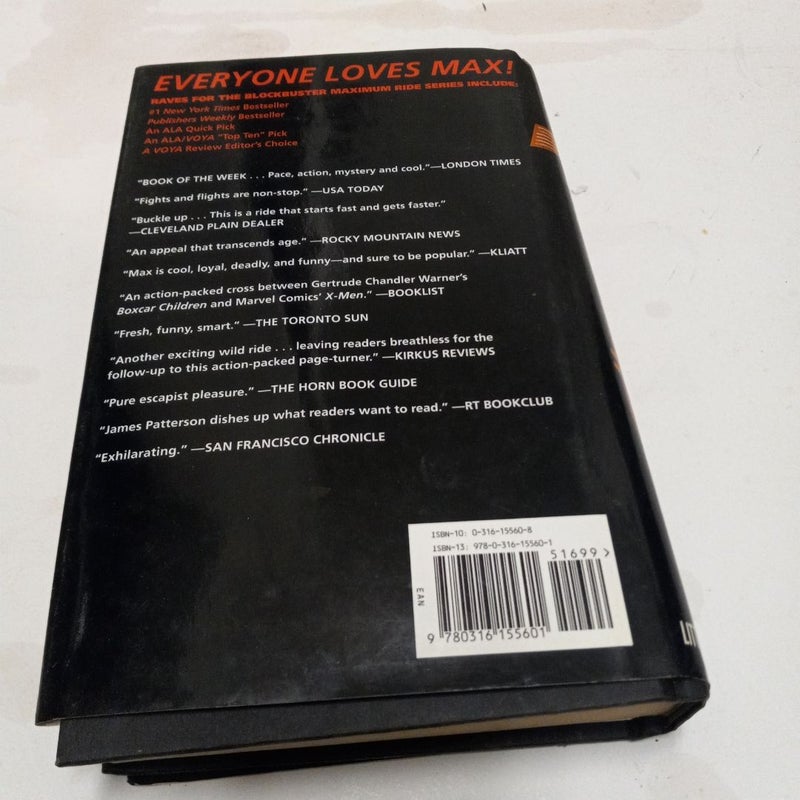 EVERYONE LOVES MAX!
RAVES FOR THE BLOCKBUSTER MAXIMUM RIDE SERIES INCLUDE:
#1 New York Times Bestseller
Publishers Weekly Bestseller
An ALA Quick Pick
An ALA/VOYA "Top Ten" Pick
A VOYA Review Editor's Choice
“BOOK OF THE WEEK . . . Pace, action, mystery and cool.”—LONDON TIMES
“Fights and flights are non-stop.” —USA TODAY
“Buckle up . . . This is a ride that starts fast and gets faster.”
—CLEVELAND PLAIN DEALER
“An appeal that transcends age.” —ROCKY MOUNTAIN NEWS
“Max is cool, loyal, deadly, and funny—and sure to be popular.” —KLIATT
“An action-packed cross between Gertrude Chandler Warner’s
Boxcar Children and Marvel Comics’ X-Men.” —BOOKLIST
“Fresh, funny, smart.” —THE TORONTO SUN
“Another exciting wild ride . . . leaving readers breathless for the
follow-up to this action-packed page-turner.” —KIRKUS REVIEWS
“Pure escapist pleasure.” —THE HORN BOOK GUIDE
“James Patterson dishes up what readers want to read.” —RT BOOKCLUB
“Exhilarating.” —SAN FRANCISCO CHRONICLE
ISBN-10: 0-316-15560-8
ISBN-13: 978-0-316-15560-1
51699>
EAN
9 780316 155601